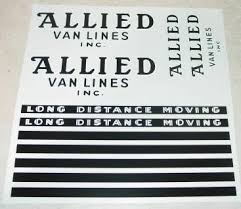 ALLIED
VAN LINES
INC.
ALLIED
VAN LINES
INC.
ALLIED
VAN LINES
INC.
ALLIED
VAN LINES
INC.
LONG DISTANCE MOVING
LONG DISTANCE MOVING